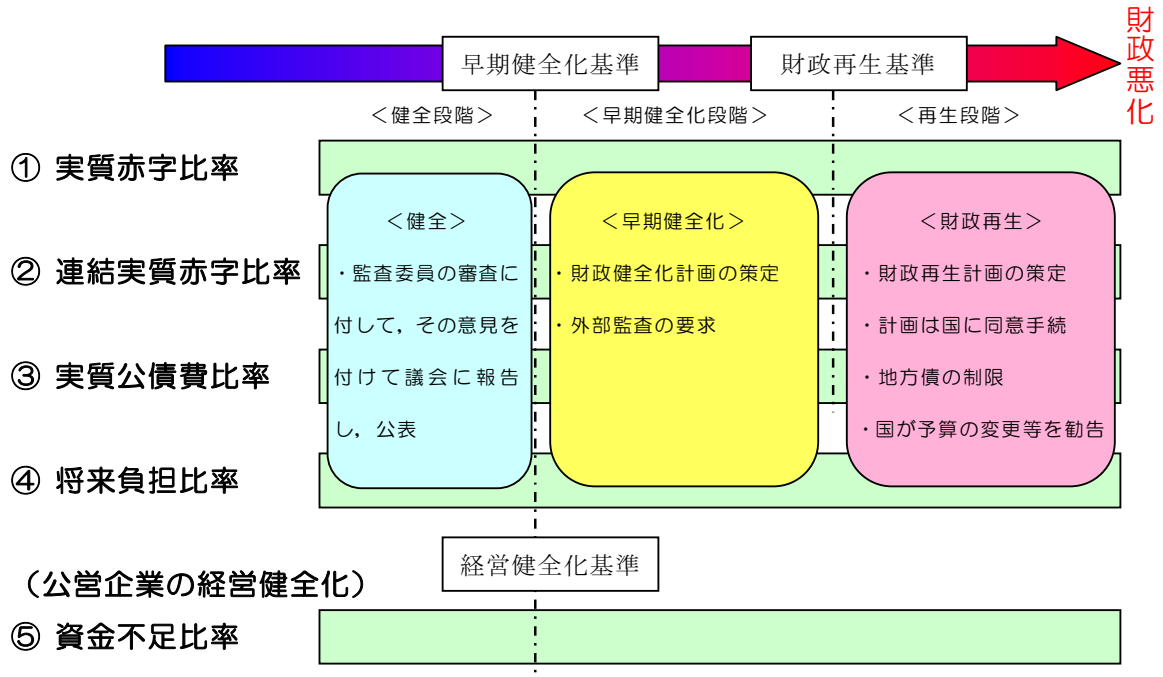 財政悪化
早期健全化基準
財政再生基準
＜健全段階＞
＜早期健全化段階＞
＜再生段階＞
① 実質赤字比率
② 連結実質赤字比率
③ 実質公債費比率
④ 将来負担比率
＜健全＞
・監査委員の審査に
付して，その意見を
付けて議会に報告
し，公表
＜早期健全化＞
・財政健全化計画の策定
・外部監査の要求
＜財政再生＞
・財政再生計画の策定
・計画は国に同意手続
・地方債の制限
・国が予算の変更等を勧告
経営健全化基準
（公営企業の経営健全化）
⑤ 資金不足比率